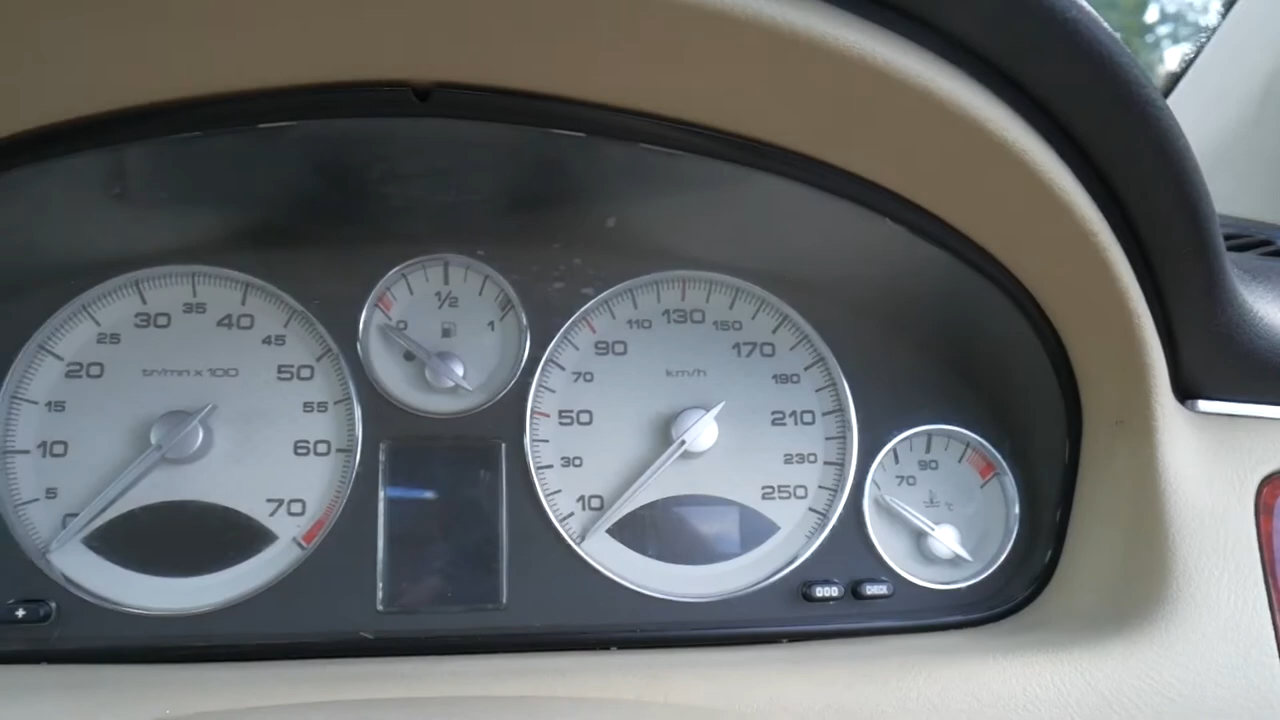 0 5 10 15 20 25 30 35 40 45 50 55 60 70
tr/mn x 100
0 1/2 1
10 30 50 70 90 110 130 150 170 190 210 230 250
km/h
70 90
°C
+
000
CHECK